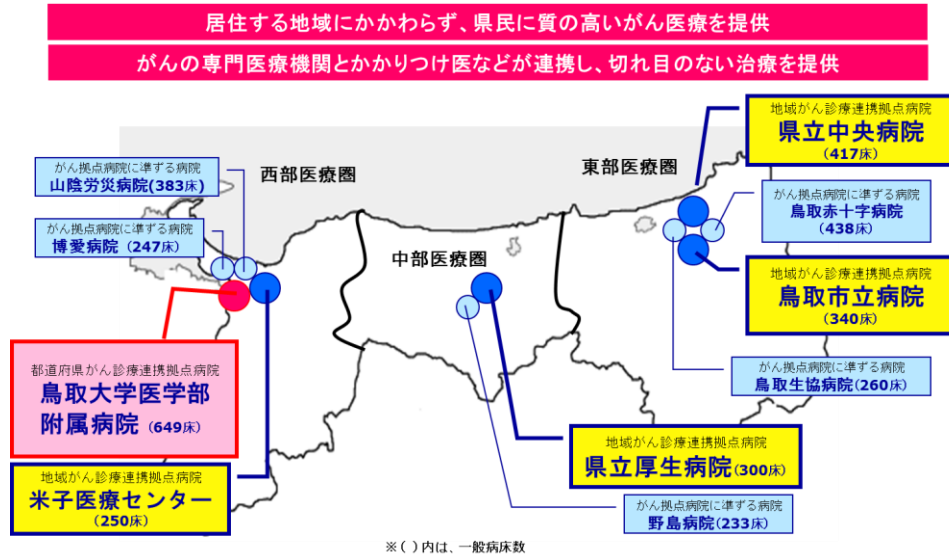 居住する地域にかかわらず、県民に質の高いがん医療を提供
がんの専門医療機関とかかりつけ医などが連携し、切れ目のない治療を提供
地域がん診療連携拠点病院
県立中央病院
(417床)
東部医療圏
西部医療圏
がん拠点病院に準ずる病院
山陰労災病院(383床)
がん拠点病院に準ずる病院
鳥取赤十字病院
(438床)
がん拠点病院に準ずる病院
博愛病院(247床)
中部医療圏
地域がん診療連携拠点病院
鳥取市立病院
(340床)
都道府県がん診療連携拠点病院
鳥取大学医学部
附属病院(649床)
がん拠点病院に準ずる病院
鳥取生協病院(260床)
地域がん診療連携拠点病院
県立厚生病院(300床)
地域がん診療連携拠点病院
米子医療センター
(250床)
がん拠点病院に準ずる病院
野島病院(233床)
※( )内は、一般病床数